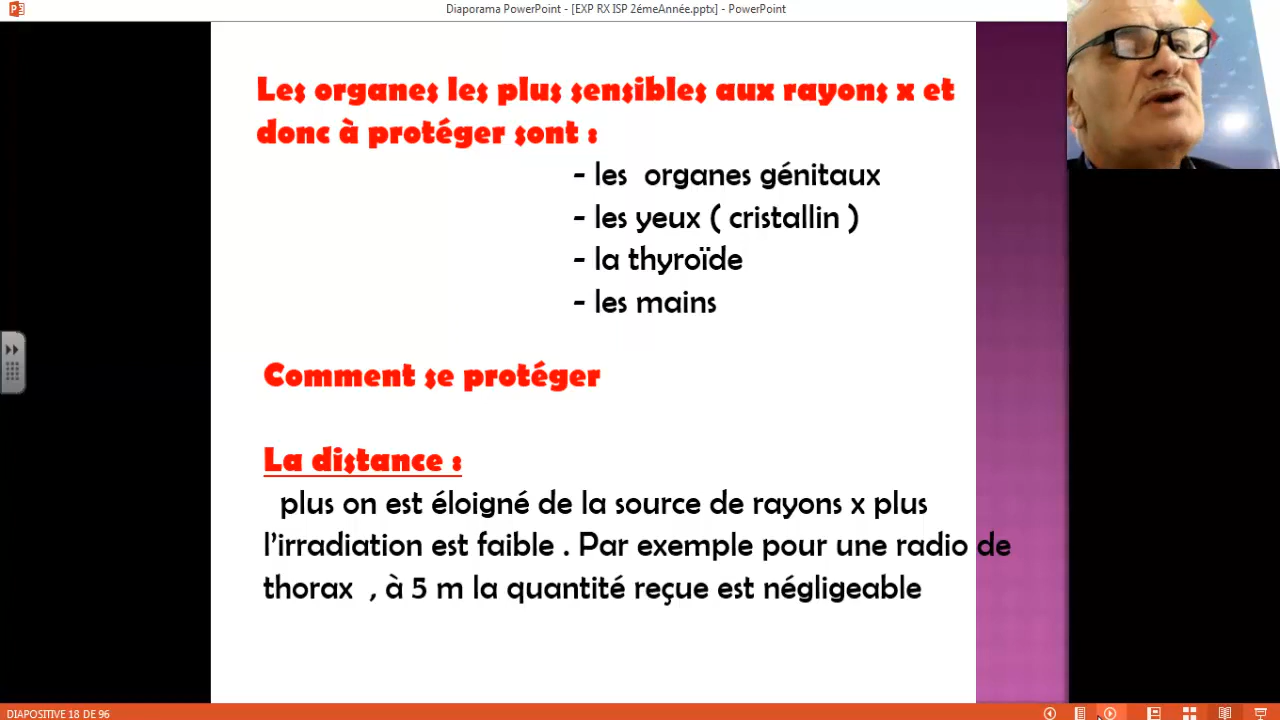 Diaporama PowerPoint - [EXP RX ISP 2émeAnnée.pptx] - PowerPoint
Les organes les plus sensibles aux rayons x et
donc à protéger sont :
- les organes génitaux
- les yeux ( cristallin )
- la thyroïde
- les mains
Comment se protéger
La distance :
plus on est éloigné de la source de rayons x plus
l'irradiation est faible . Par exemple pour une radio de
thorax , à 5 m la quantité reçue est négligeable
DIAPOSITIVE 18 DE 96